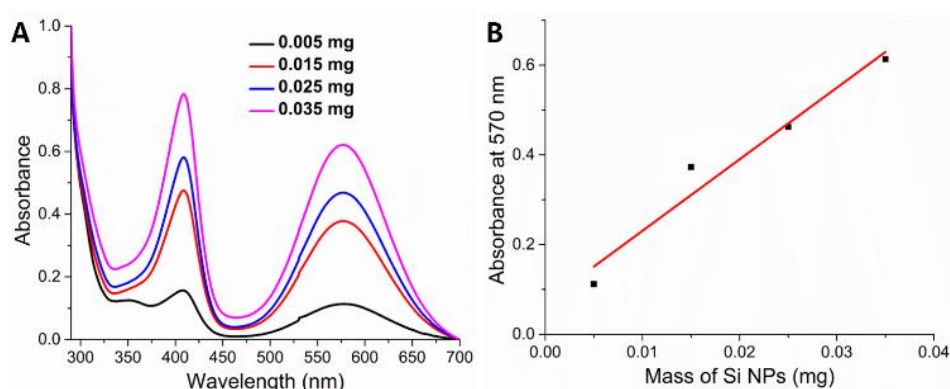 A
0.005 mg
0.015 mg
0.025 mg
0.035 mg
1.0
0.8
0.6
0.4
0.2
0.0
Absorbance
300 350 400 450 500 550 600 650 700
Wavelength (nm)
B
0.6
0.4
0.2
0.0
Absorbance at 570 nm
0.00 0.01 0.02 0.03 0.04
Mass of Si NPs (mg)